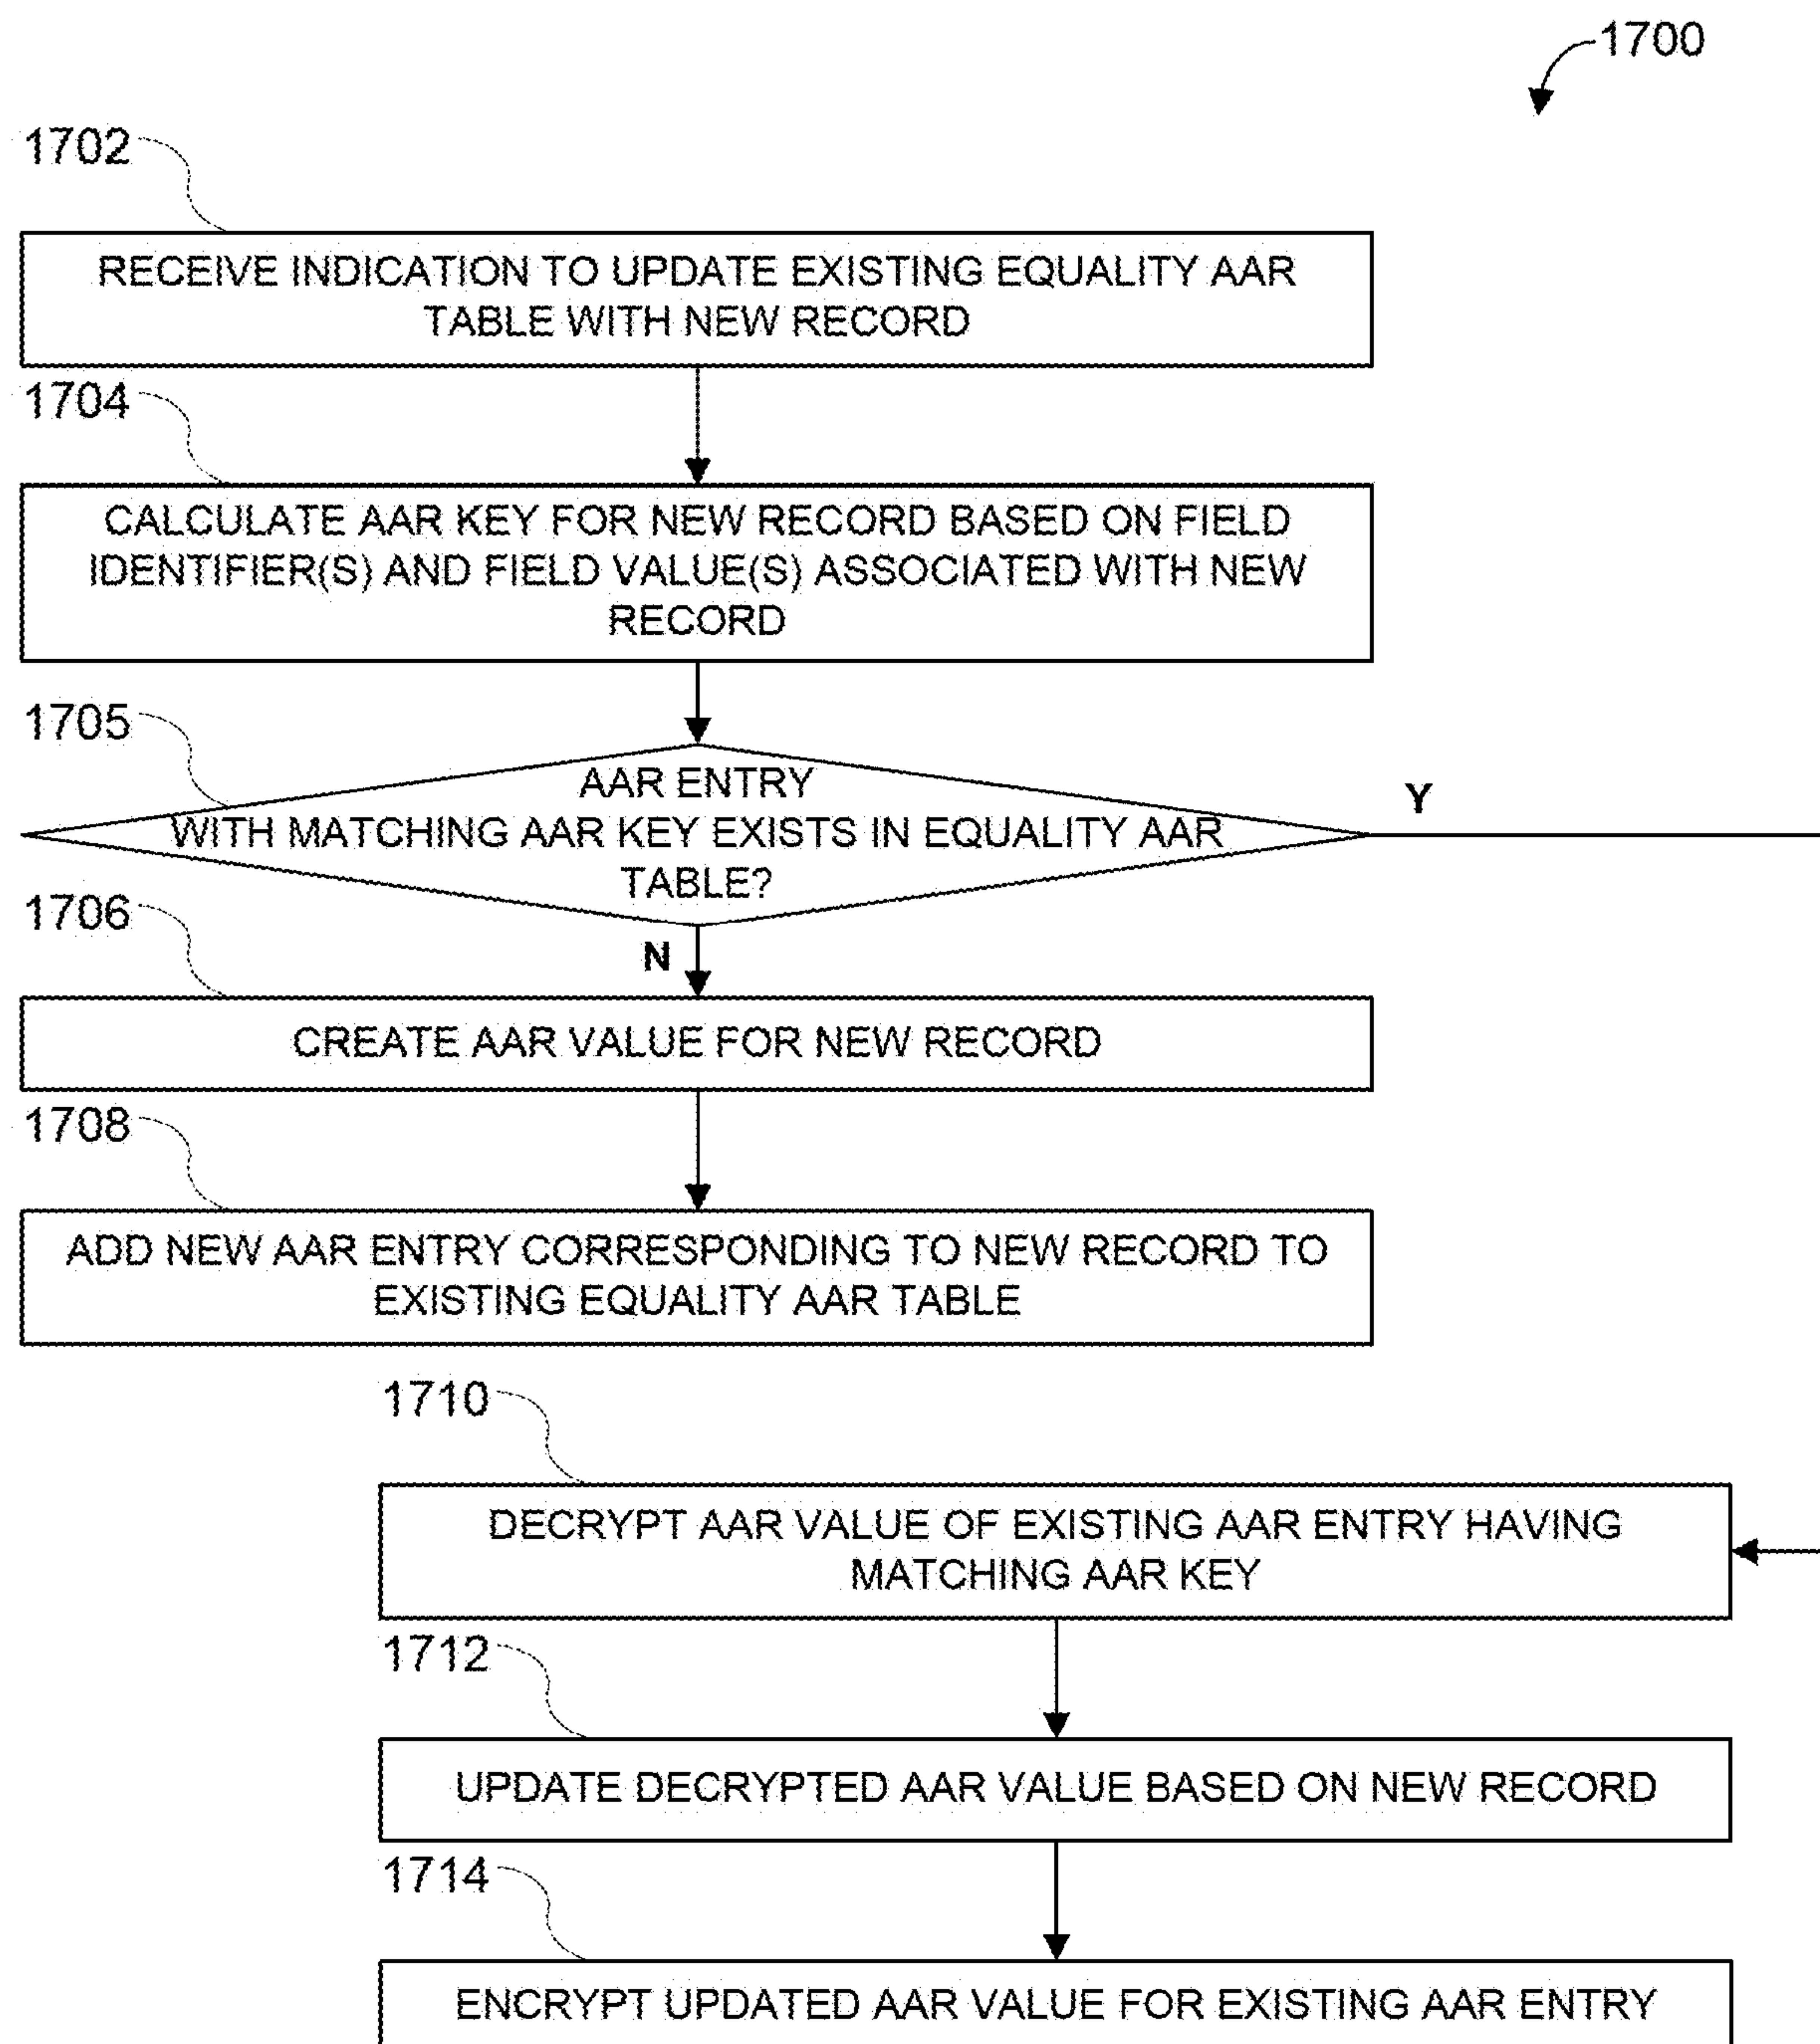 1700
1702
RECEIVE INDICATION TO UPDATE EXISTING EQUALITY AAR
TABLE WITH NEW RECORD
1704
CALCULATE AAR KEY FOR NEW RECORD BASED ON FIELD
IDENTIFIER(S) AND FIELD VALUE(S) ASSOCIATED WITH NEW
RECORD
1705
AAR ENTRY
WITH MATCHING AAR KEY EXISTS IN EQUALITY AAR
TABLE?
Y
1706
N
CREATE AAR VALUE FOR NEW RECORD
1708
ADD NEW AAR ENTRY CORRESPONDING TO NEW RECORD TO
EXISTING EQUALITY AAR TABLE
1710
DECRYPT AAR VALUE OF EXISTING AAR ENTRY HAVING
MATCHING AAR KEY
1712
UPDATE DECRYPTED AAR VALUE BASED ON NEW RECORD
1714
ENCRYPT UPDATED AAR VALUE FOR EXISTING AAR ENTRY